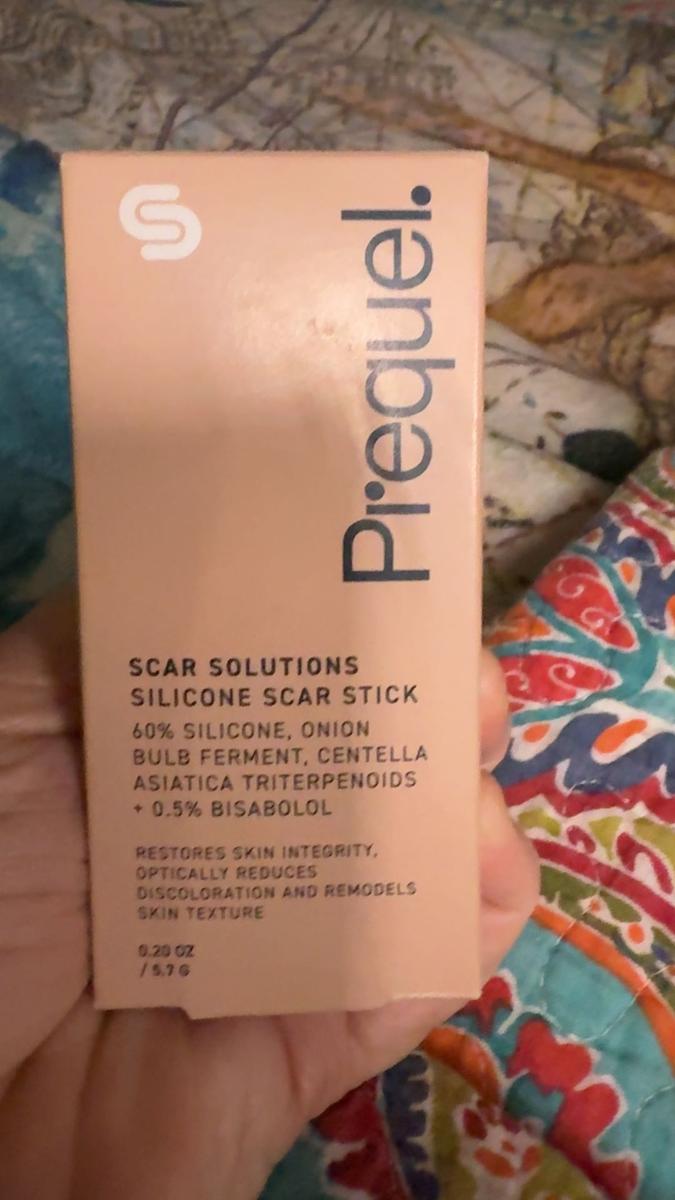 Prequel.
SCAR SOLUTIONS
SILICONE SCAR STICK
60% SILICONE, ONION
BULB FERMENT, CENTELLA
ASIATICA TRITERPENOIDS
+ 0.5% BISABOLOL
RESTORES SKIN INTEGRITY,
OPTICALLY REDUCES
DISCOLORATION AND REMODELS
SKIN TEXTURE
0.20 OZ
/ 5.7 G